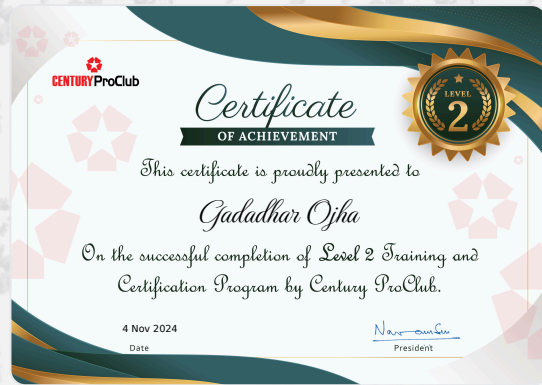 CENTURY ProClub
LEVEL
2
Certificate
OF ACHIEVEMENT
This certificate is proudly presented to
Gadadhar Ojha
On the successful completion of Level 2 Training and
Certification Program by Century ProClub.
4 Nov 2024
Date
President